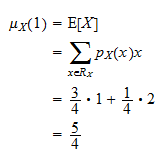 μ_X(1) = E[X]
= ∑_{x∈R_X} p_X(x)x
= 3/4 · 1 + 1/4 · 2
= 5/4